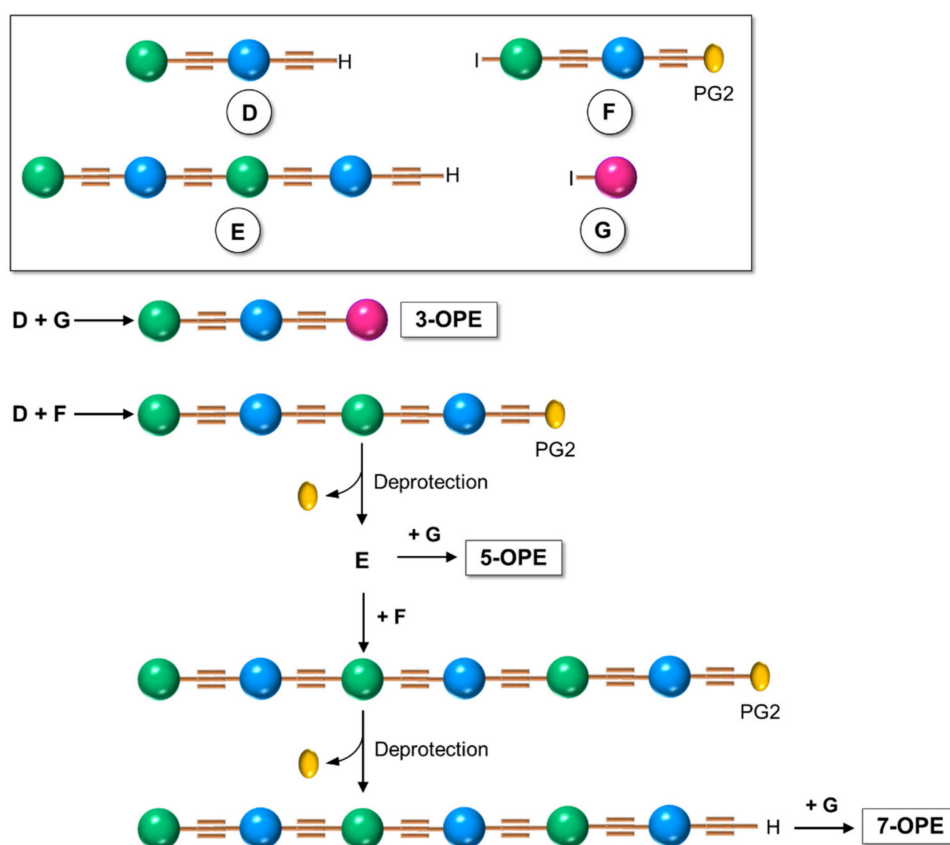 H
I
PG2
D
F
H
I
E
G
D + G
3-OPE
D + F
PG2
Deprotection
E
+ G
5-OPE
+ F
PG2
Deprotection
H
+ G
7-OPE